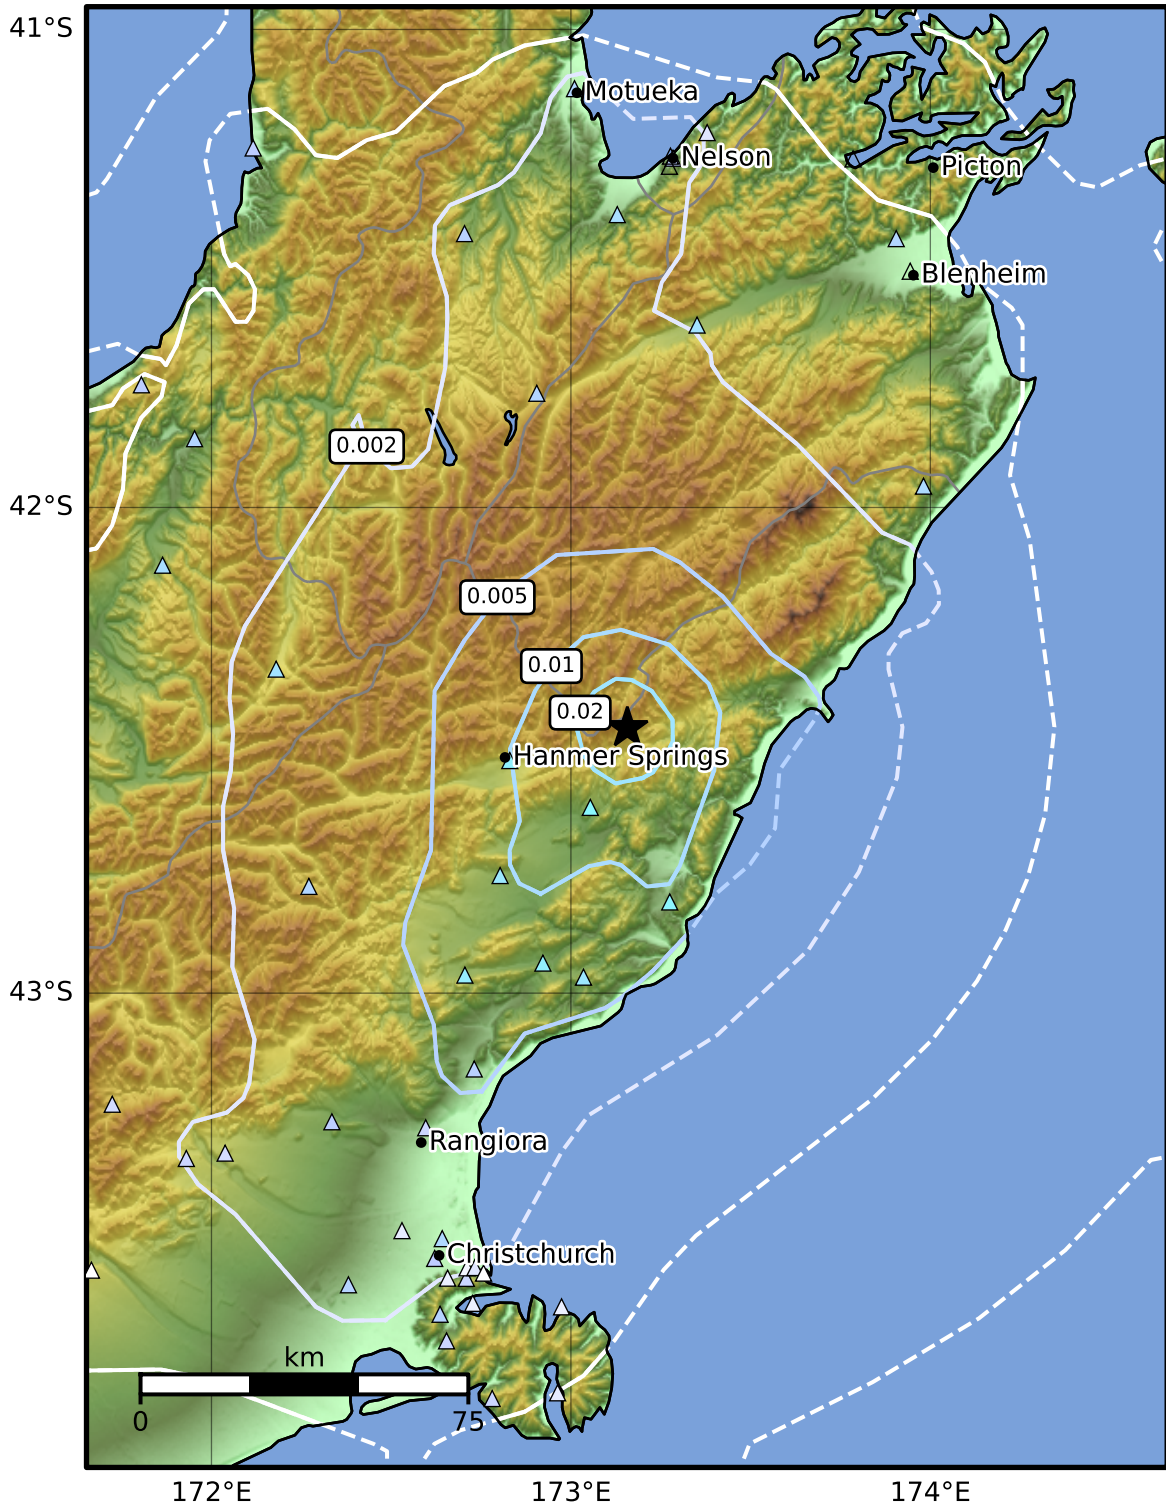 41°S
Motueka
Nelson
Picton
Blenheim
0.002
42°S
0.005
0.01
0.02
Hanmer Springs
43°S
Rangiora
Christchurch
km
0
75
172°E
173°E
174°E